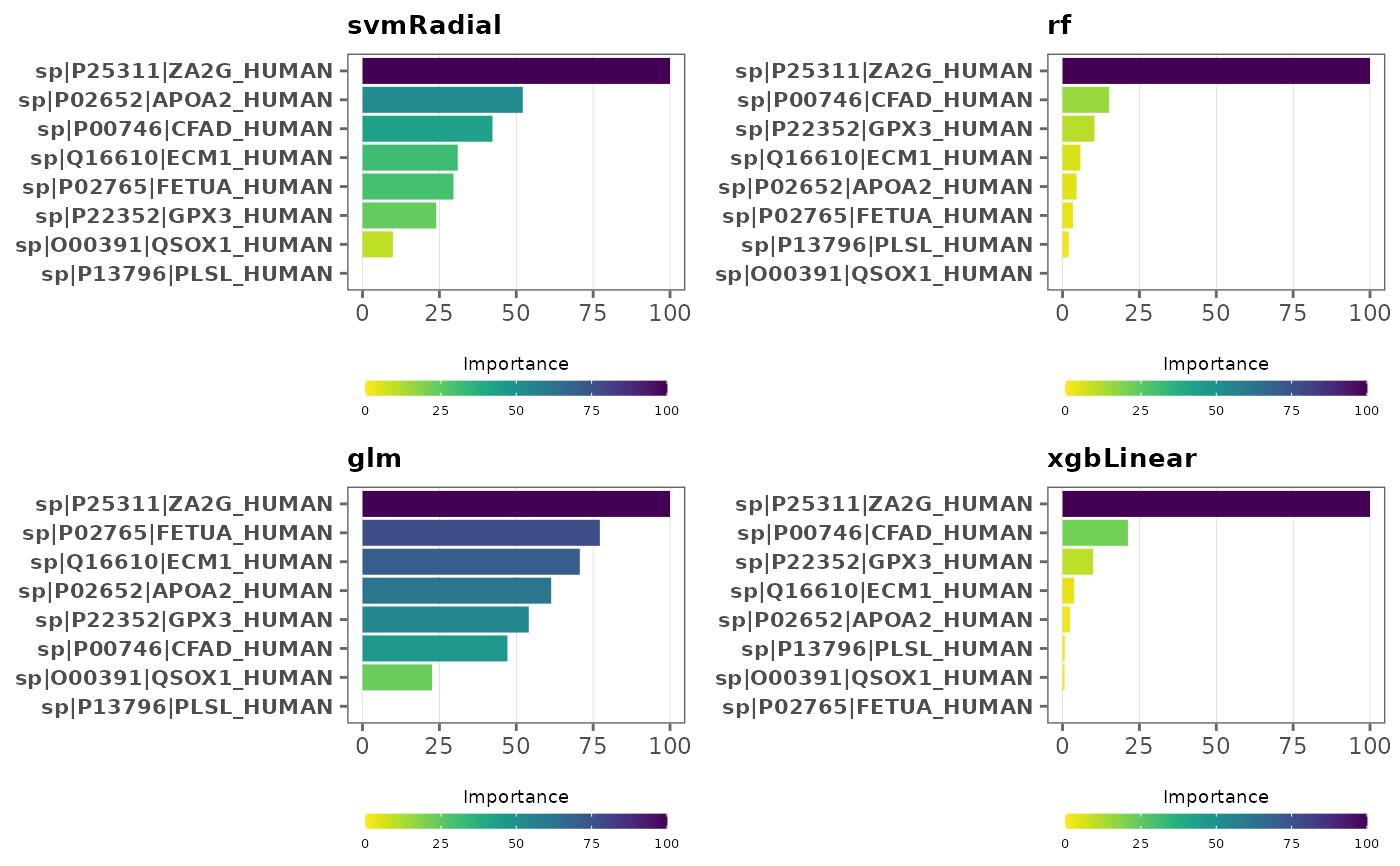 svmRadial
sp|P25311|ZA2G_HUMAN
sp|P02652|APOA2_HUMAN
sp|P00746|CFAD_HUMAN
sp|Q16610|ECM1_HUMAN
sp|P02765|FETUA_HUMAN
sp|P22352|GPX3_HUMAN
sp|O00391|QSOX1_HUMAN
sp|P13796|PLSL_HUMAN
0 25 50 75 100
Importance
0 25 50 75 100
rf
sp|P25311|ZA2G_HUMAN
sp|P00746|CFAD_HUMAN
sp|P22352|GPX3_HUMAN
sp|Q16610|ECM1_HUMAN
sp|P02652|APOA2_HUMAN
sp|P02765|FETUA_HUMAN
sp|P13796|PLSL_HUMAN
sp|O00391|QSOX1_HUMAN
0 25 50 75 100
Importance
0 25 50 75 100
glm
sp|P25311|ZA2G_HUMAN
sp|P02765|FETUA_HUMAN
sp|Q16610|ECM1_HUMAN
sp|P02652|APOA2_HUMAN
sp|P22352|GPX3_HUMAN
sp|P00746|CFAD_HUMAN
sp|O00391|QSOX1_HUMAN
sp|P13796|PLSL_HUMAN
0 25 50 75 100
Importance
0 25 50 75 100
xgbLinear
sp|P25311|ZA2G_HUMAN
sp|P00746|CFAD_HUMAN
sp|P22352|GPX3_HUMAN
sp|Q16610|ECM1_HUMAN
sp|P02652|APOA2_HUMAN
sp|P13796|PLSL_HUMAN
sp|O00391|QSOX1_HUMAN
sp|P02765|FETUA_HUMAN
0 25 50 75 100
Importance
0 25 50 75 100